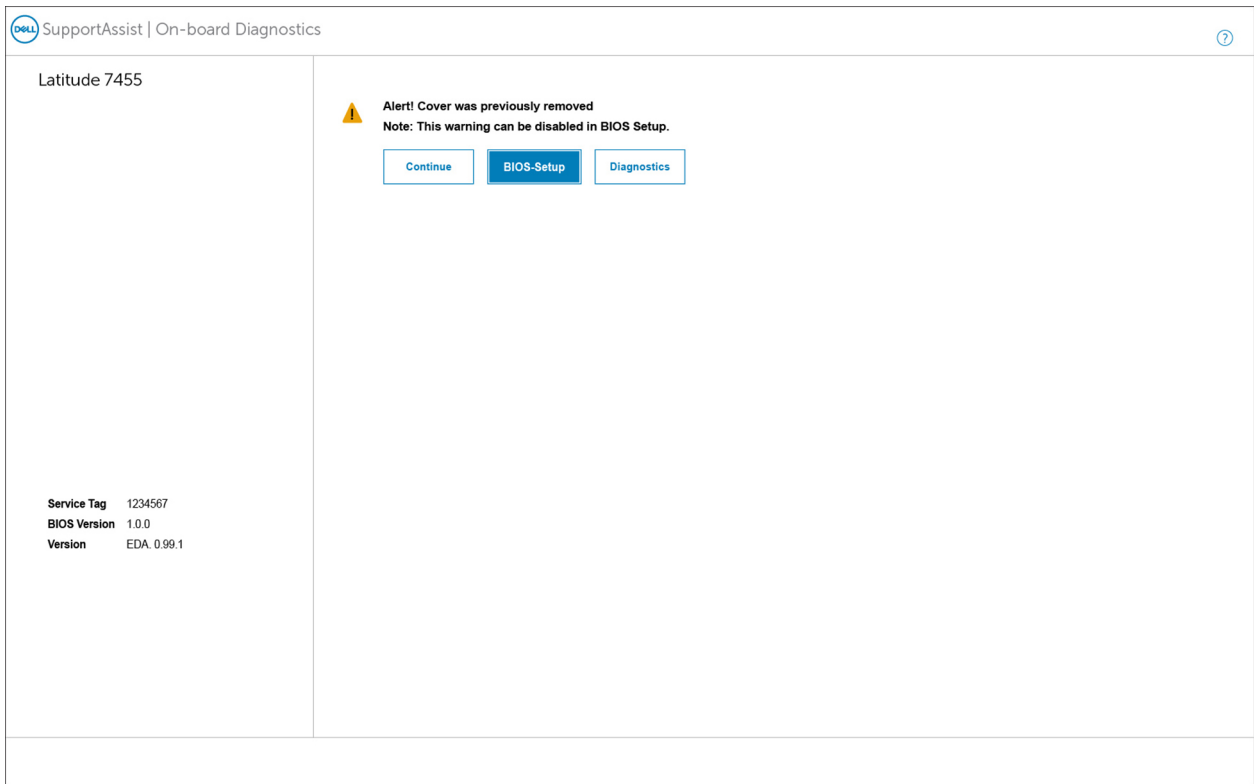 DELL SupportAssist | On-board Diagnostics
?
Latitude 7455
Alert! Cover was previously removed
Note: This warning can be disabled in BIOS Setup.
Continue BIOS-Setup Diagnostics
Service Tag 1234567
BIOS Version 1.0.0
Version EDA. 0.99.1